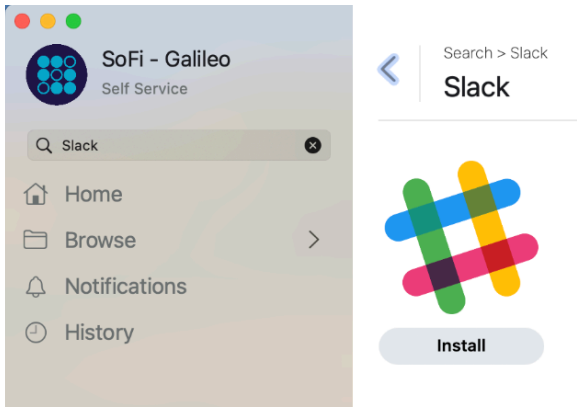 SoFi - Galileo
Self Service
Slack
Home
Browse
Notifications
History
Search > Slack
Slack
Install